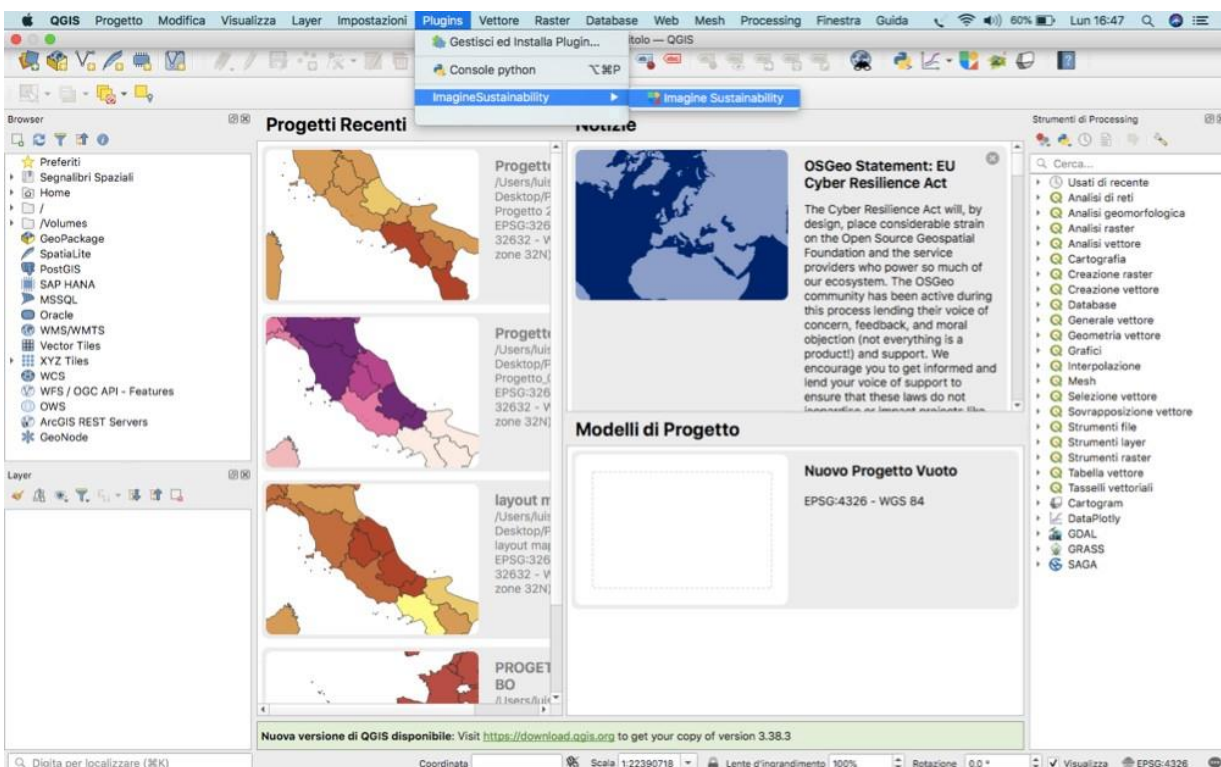 QGIS Progetto Modifica Visualizza Layer Impostazioni Plugins Vettore Raster Database Web Mesh Processing Finestra Guida 60% Lun 16:47
itolo — QGIS
Gestisci ed Installa Plugin...
Console python ⌥⌘P
ImagineSustainability
Imagine Sustainability
Browser
Preferiti
Segnalibri Spaziali
Home
/
/Volumes
GeoPackage
SpatiaLite
PostGIS
SAP HANA
MSSQL
Oracle
WMS/WMTS
Vector Tiles
XYZ Tiles
WCS
WFS / OGC API - Features
OWS
ArcGIS REST Servers
GeoNode
Layer
Progetti Recenti
Progetto
/Users/luis
Desktop/P
Progetto 2
EPSG:326
32632 - W
zone 32N)
Progetto
/Users/luis
Desktop/P
Progetto_(
EPSG:326
32632 - W
zone 32N)
layout m
/Users/luis
Desktop/P
layout map
EPSG:326
32632 - W
zone 32N)
PROGET
BO
/Users/luis
Notizie
OSGeo Statement: EU
Cyber Resilience Act
The Cyber Resilience Act will, by
design, place considerable strain
on the Open Source Geospatial
Foundation and the service
providers who power so much of
our ecosystem. The OSGeo
community has been active during
this process lending their voice of
concern, feedback, and moral
objection (not everything is a
product!) and support. We
encourage you to get informed and
lend your voice of support to
ensure that these laws do not
jeopardise or impact projects like
Modelli di Progetto
Nuovo Progetto Vuoto
EPSG:4326 - WGS 84
Nuova versione di QGIS disponibile: Visit https://download.qgis.org to get your copy of version 3.38.3
Strumenti di Processing
Cerca...
Usati di recente
Analisi di reti
Analisi geomorfologica
Analisi raster
Analisi vettore
Cartografia
Creazione raster
Creazione vettore
Database
Generale vettore
Geometria vettore
Grafici
Interpolazione
Mesh
Selezione vettore
Sovrapposizione vettore
Strumenti file
Strumenti layer
Strumenti raster
Tabella vettore
Tasselli vettoriali
Cartogram
DataPlotly
GDAL
GRASS
SAGA
Digita per localizzare (⌘K) Coordinata Scala 1:22390718 Lente d'ingrandimento 100% Rotazione 0.0 ° Visualizza EPSG:4326